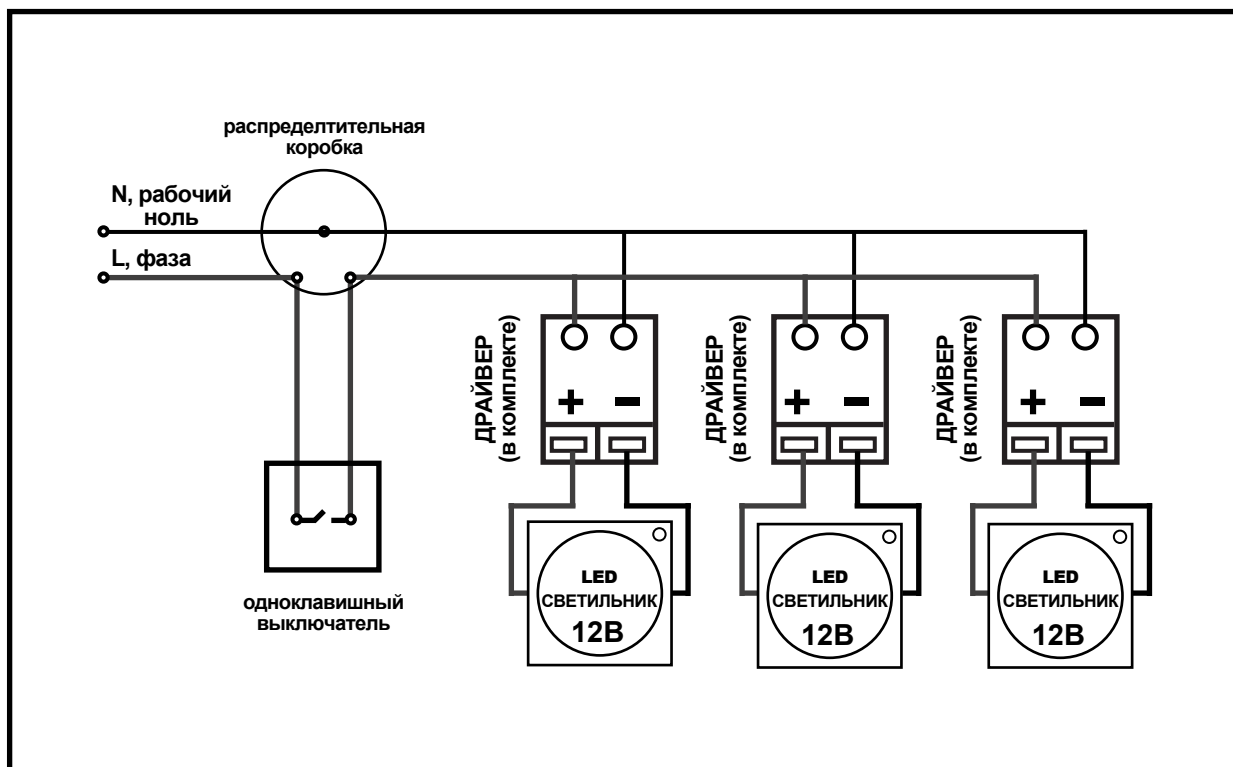 распределтительная
коробка
N, рабочий
ноль
L, фаза
ДРАЙВЕР
(в комплекте)
+ −
ДРАЙВЕР
(в комплекте)
+ −
ДРАЙВЕР
(в комплекте)
+ −
LED
СВЕТИЛЬНИК
12В
LED
СВЕТИЛЬНИК
12В
LED
СВЕТИЛЬНИК
12В
одноклавишный
выключатель